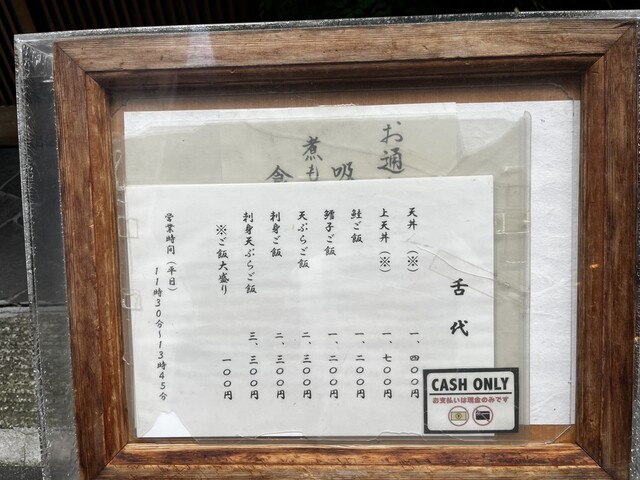 お通
吸
煮も
食
舌代
天丼 (※) 一、四〇〇円
上天丼 (※) 一、七〇〇円
鮭ご飯 一、二〇〇円
鱈子ご飯 一、二〇〇円
天ぷらご飯 二、三〇〇円
刺身ご飯 二、三〇〇円
刺身天ぷらご飯 三、三〇〇円
※ご飯大盛り 一〇〇円
営業時間 (平日)
11時30分〜13時45分
CASH ONLY
お支払いは現金のみです